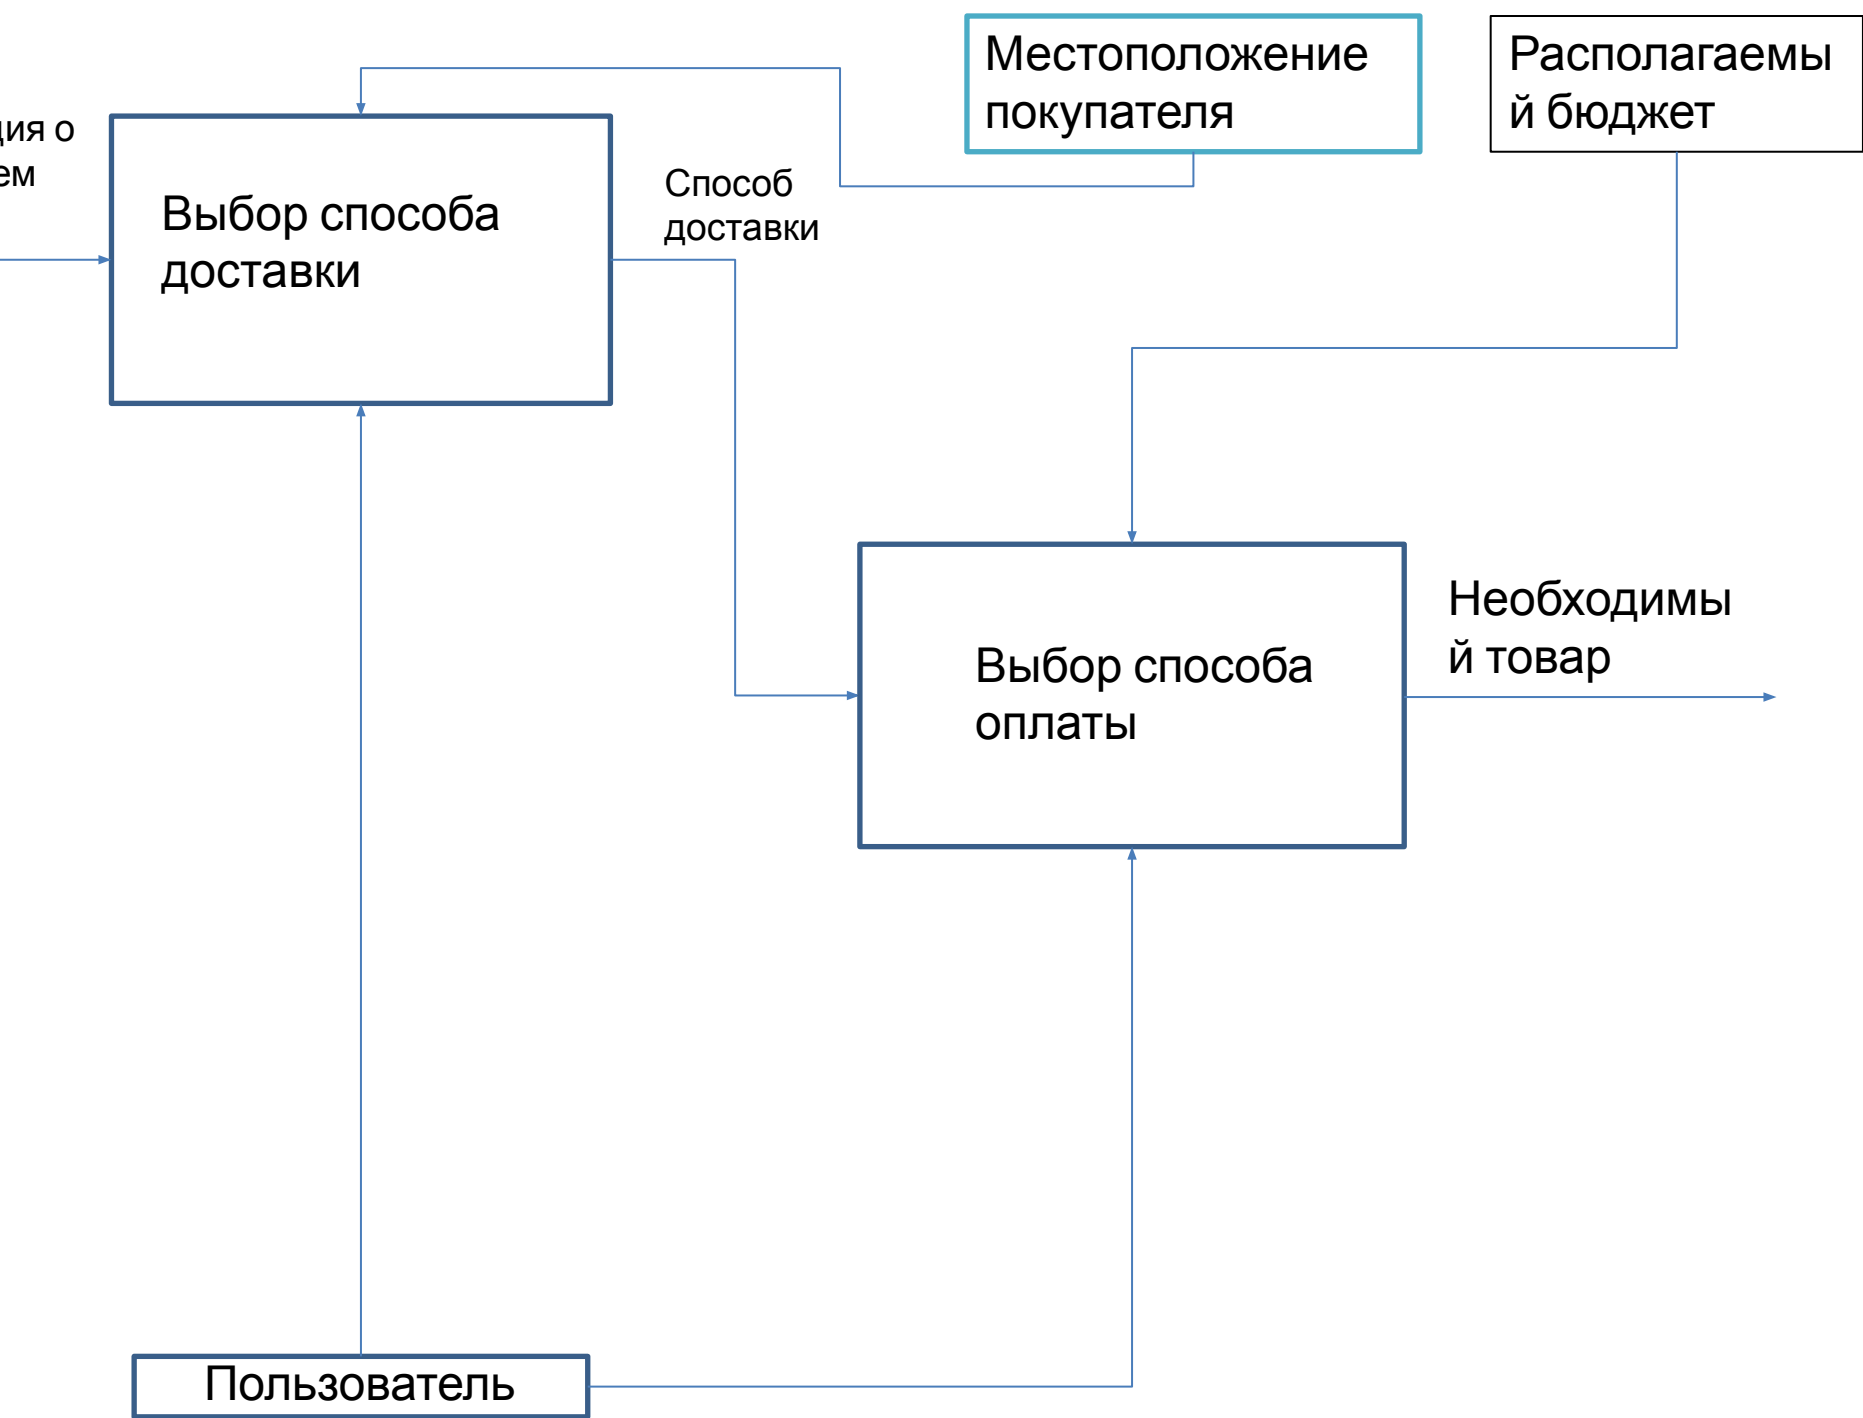 Местоположение
покупателя
Располагаемы
й бюджет
о
Выбор способа
доставки
Способ
доставки
Необходимы
й товар
Выбор способа
оплаты
Пользователь